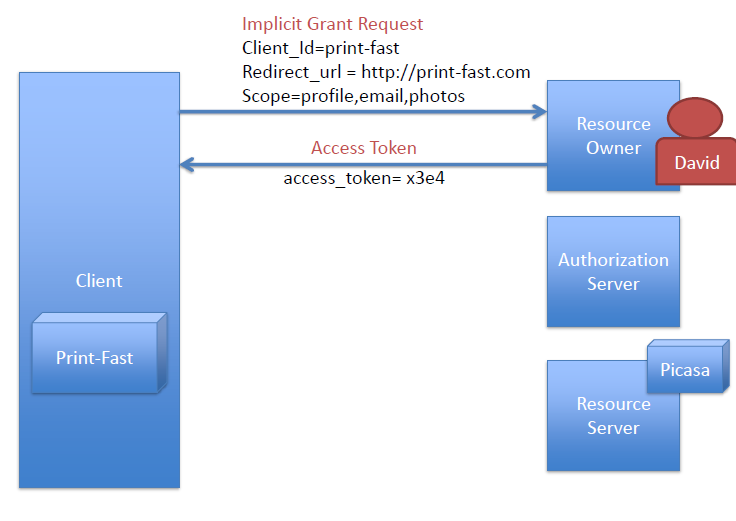 Implicit Grant Request
Client_Id=print-fast
Redirect_url = http://print-fast.com
Scope=profile,email,photos
Resource
Owner
David
Access Token
access_token= x3e4
Authorization
Server
Client
Print-Fast
Picasa
Resource
Server